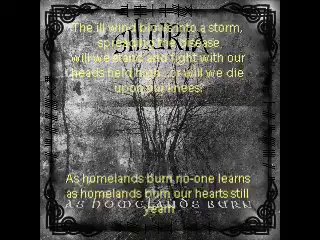 The ill wind blows into a storm,
spreading the disease
will we stand and fight with our
heads held high...or will we die
upon our knees?
As homelands burn no-one learns
as homelands burn our hearts still
AS HOMELANDS BURN
yearn